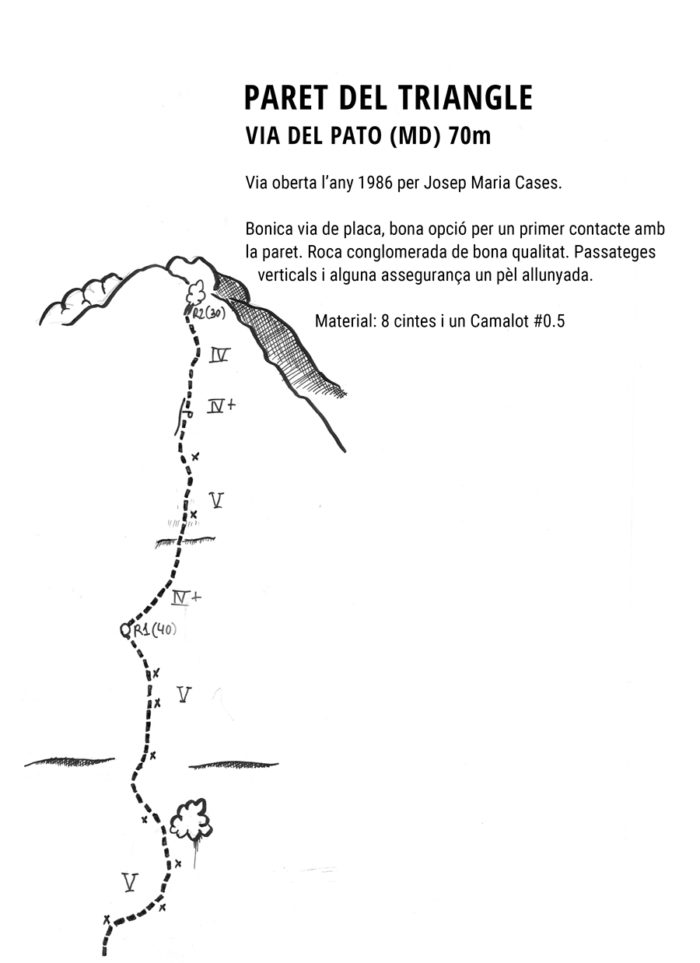 PARET DEL TRIANGLE
VIA DEL PATO (MD) 70m
Via oberta l'any 1986 per Josep Maria Cases.
Bonica via de placa, bona opció per un primer contacte amb
la paret. Roca conglomerada de bona qualitat. Passateges
verticals i alguna assegurança un pèl allunyada.
Material: 8 cintes i un Camalot #0.5
R2(30)
IV
IV+
V
IV+
R1(40)
V
V